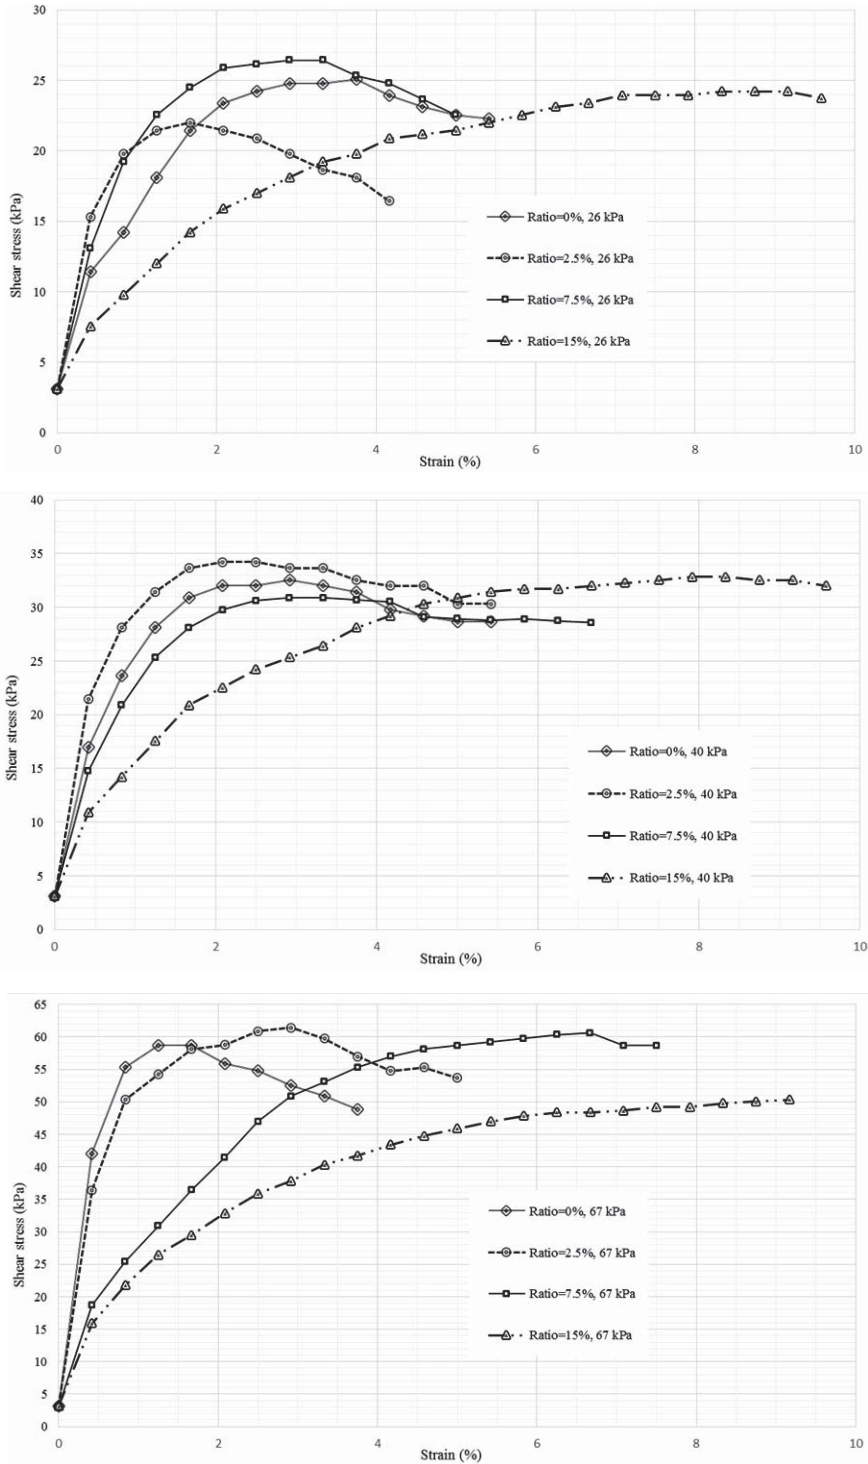 30
25
20
15
10
5
0
Shear stress (kPa)
Ratio=0%, 26 kPa
Ratio=2.5%, 26 kPa
Ratio=7.5%, 26 kPa
Ratio=15%, 26 kPa
0 2 4 6 8 10
Strain (%)
40
35
30
25
20
15
10
5
0
Shear stress (kPa)
Ratio=0%, 40 kPa
Ratio=2.5%, 40 kPa
Ratio=7.5%, 40 kPa
Ratio=15%, 40 kPa
0 2 4 6 8 10
Strain (%)
65
60
55
50
45
40
35
30
25
20
15
10
5
0
Shear stress (kPa)
Ratio=0%, 67 kPa
Ratio=2.5%, 67 kPa
Ratio=7.5%, 67 kPa
Ratio=15%, 67 kPa
0 2 4 6 8 10
Strain (%)